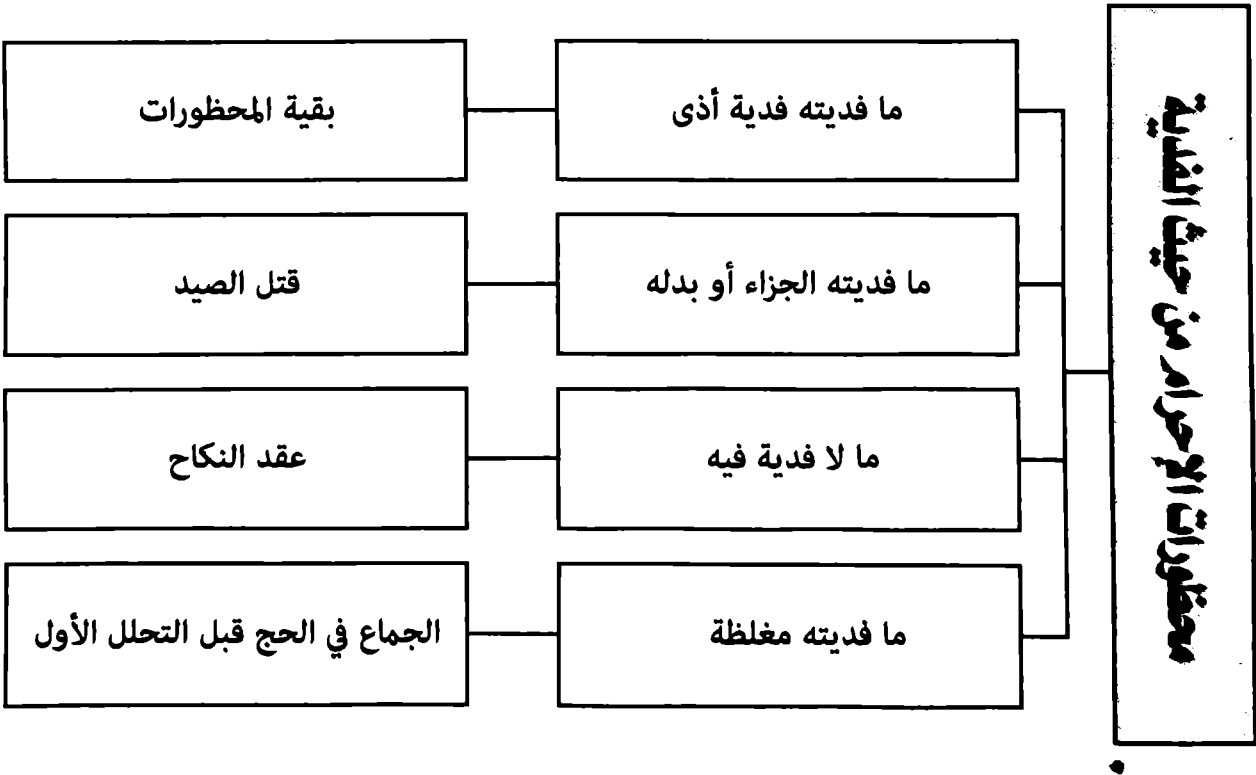 محظورات الإحرام من حيث الفدية
ما فديته فدية أذى
بقية المحظورات
ما فديته الجزاء أو بدله
قتل الصيد
ما لا فدية فيه
عقد النكاح
ما فديته مغلظة
الجماع في الحج قبل التحلل الأول